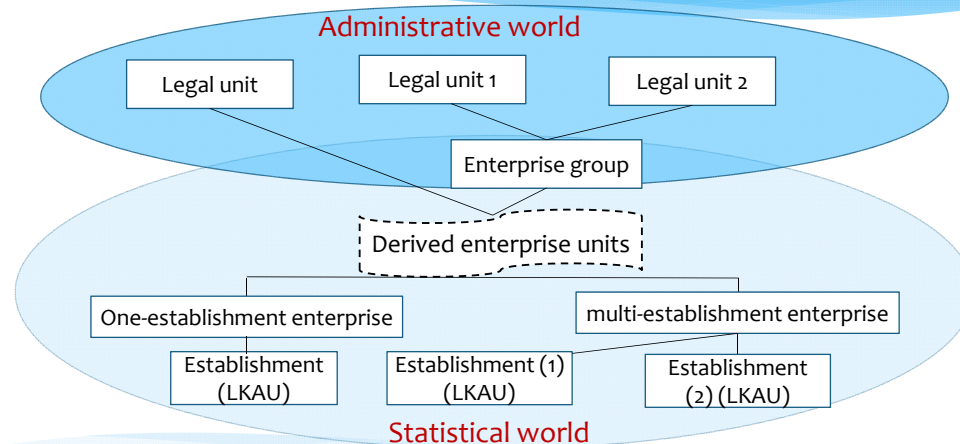 Administrative world
Legal unit
Legal unit 1
Legal unit 2
Enterprise group
Derived enterprise units
One-establishment enterprise
multi-establishment enterprise
Establishment
(LKAU)
Establishment (1)
(LKAU)
Establishment
(2) (LKAU)
Statistical world